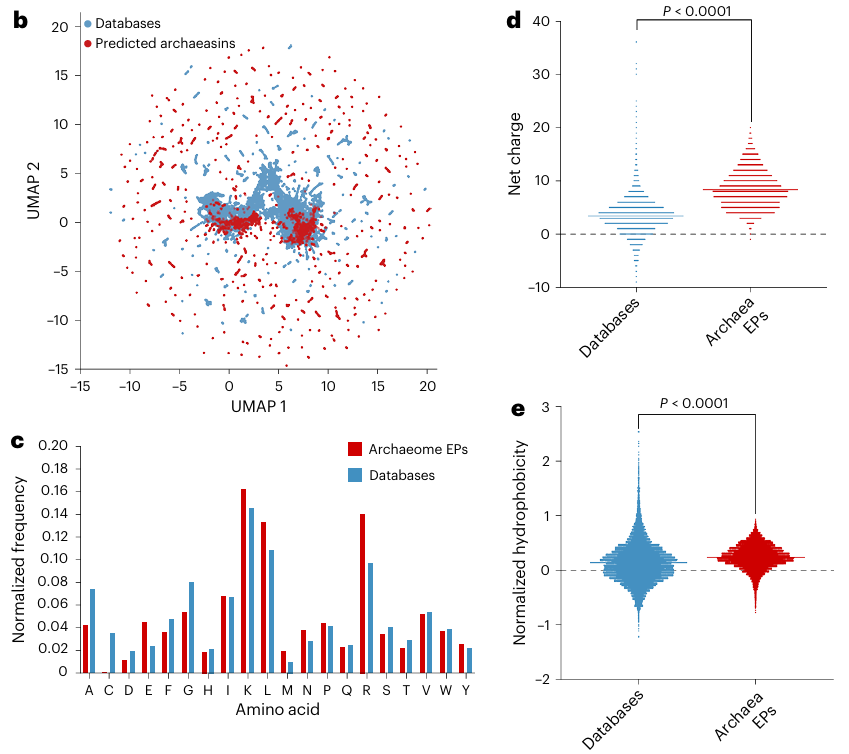 b
Databases
Predicted archaeasins
20
15
10
5
0
−5
−10
−15
UMAP 2
−15 −10 −5 0 5 10 15 20
UMAP 1
c
Archaeome EPs
Databases
0.20
0.18
0.16
0.14
0.12
0.10
0.08
0.06
0.04
0.02
0
Normalized frequency
A C D E F G H I K L M N P Q R S T V W Y
Amino acid
d
P < 0.0001
40
30
20
10
0
−10
Net charge
Databases
Archaea
EPs
e
P < 0.0001
3
2
1
0
−1
−2
Normalized hydrophobicity
Databases
Archaea
EPs